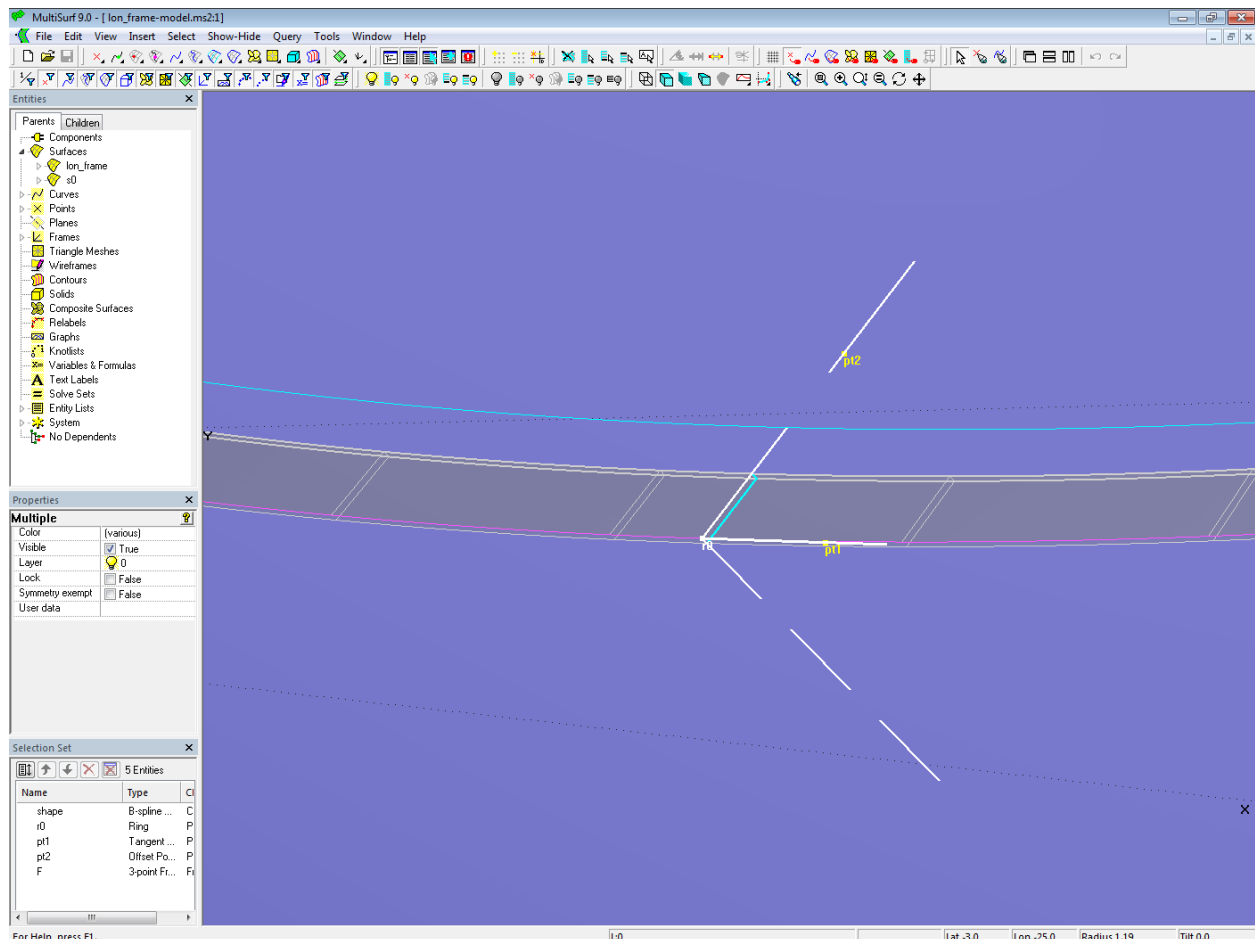 MultiSurf 9.0 - [ lon_frame-model.ms2:1]
File Edit View Insert Select Show-Hide Query Tools Window Help
Entities
Parents Children
Components
Surfaces
lon_frame
s0
Curves
Points
Planes
Frames
Triangle Meshes
Wireframes
Contours
Solids
Composite Surfaces
Relabels
Graphs
Knotlists
Variables & Formulas
Text Labels
Solve Sets
Entity Lists
System
No Dependents
pt2
Y
r0
pt1
X
Properties
Multiple
Color (various)
Visible True
Layer 0
Lock False
Symmetry exempt False
User data
Selection Set
5 Entities
Name Type Cl
shape B-spline ... C
r0 Ring P
pt1 Tangent ... P
pt2 Offset Po... P
F 3-point Fr... Fr
For Help, press F1. L:0 Lat -3.0 Lon -25.0 Radius 1.19 Tilt 0.0